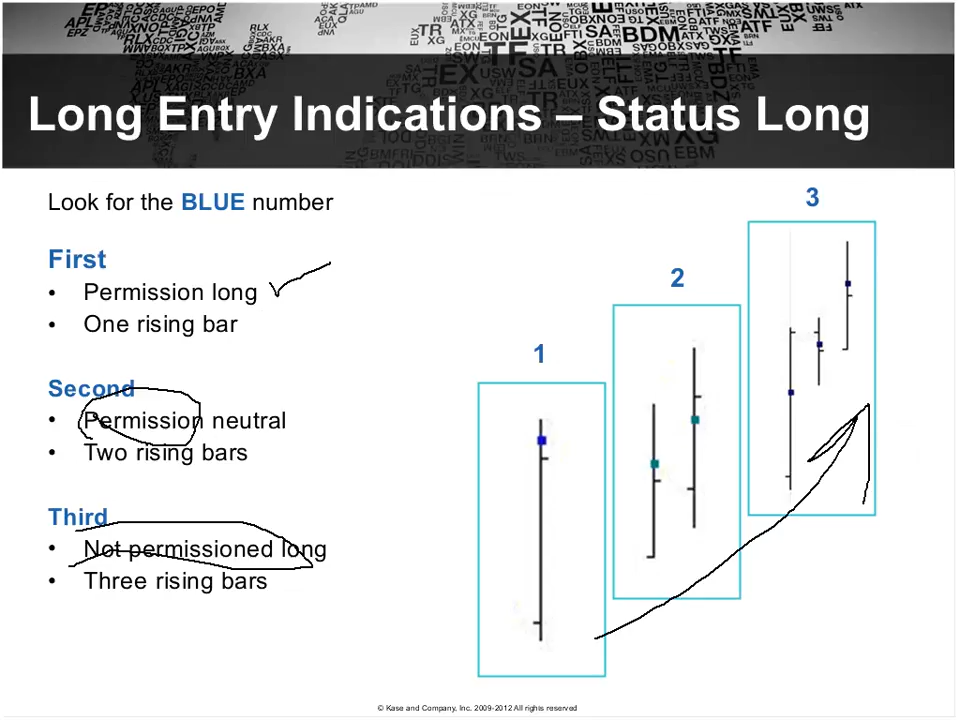 Long Entry Indications – Status Long
Look for the BLUE number
First
• Permission long
• One rising bar
Second
• Permission neutral
• Two rising bars
Third
• Not permissioned long
• Three rising bars
1
2
3
© Kase and Company, Inc. 2009-2012 All rights reserved